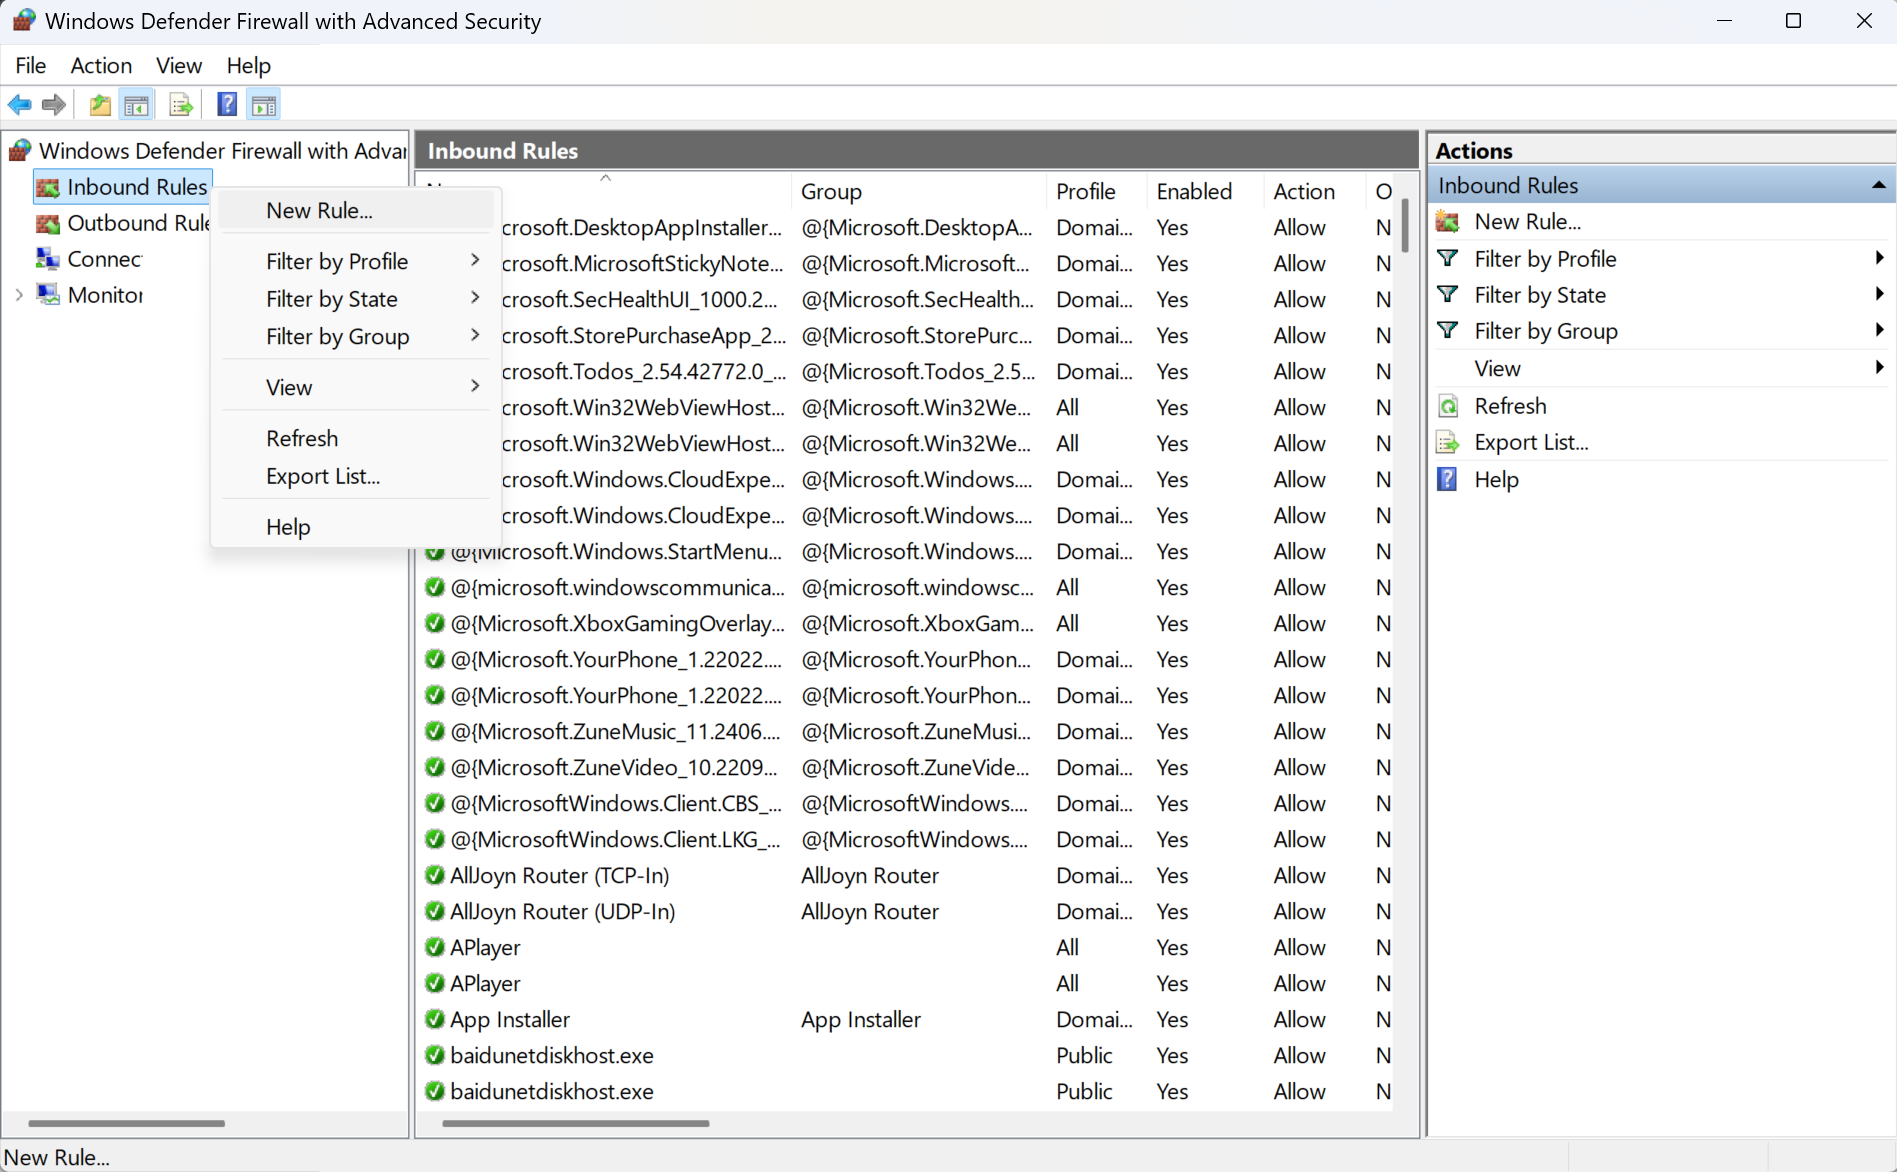 Windows Defender Firewall with Advanced Security
File Action View Help
Windows Defender Firewall with Advar
Inbound Rules
Outbound Rule
Connec
Monitor
New Rule...
Filter by Profile
Filter by State
Filter by Group
View
Refresh
Export List...
Help
Inbound Rules
Group Profile Enabled Action O
crosoft.DesktopAppInstaller... @{Microsoft.DesktopA... Domai... Yes Allow N
crosoft.MicrosoftStickyNote... @{Microsoft.Microsoft... Domai... Yes Allow N
crosoft.SecHealthUI_1000.2... @{Microsoft.SecHealth... Domai... Yes Allow N
crosoft.StorePurchaseApp_2... @{Microsoft.StorePurc... Domai... Yes Allow N
crosoft.Todos_2.54.42772.0_... @{Microsoft.Todos_2.5... Domai... Yes Allow N
crosoft.Win32WebViewHost... @{Microsoft.Win32We... All Yes Allow N
crosoft.Win32WebViewHost... @{Microsoft.Win32We... All Yes Allow N
crosoft.Windows.CloudExpe... @{Microsoft.Windows.... Domai... Yes Allow N
crosoft.Windows.CloudExpe... @{Microsoft.Windows.... Domai... Yes Allow N
@{Microsoft.Windows.StartMenu... @{Microsoft.Windows.... Domai... Yes Allow N
@{microsoft.windowscommunica... @{microsoft.windowsc... All Yes Allow N
@{Microsoft.XboxGamingOverlay... @{Microsoft.XboxGam... All Yes Allow N
@{Microsoft.YourPhone_1.22022.... @{Microsoft.YourPhon... Domai... Yes Allow N
@{Microsoft.YourPhone_1.22022.... @{Microsoft.YourPhon... Domai... Yes Allow N
@{Microsoft.ZuneMusic_11.2406.... @{Microsoft.ZuneMusi... Domai... Yes Allow N
@{Microsoft.ZuneVideo_10.2209... @{Microsoft.ZuneVide... Domai... Yes Allow N
@{MicrosoftWindows.Client.CBS_... @{MicrosoftWindows.... Domai... Yes Allow N
@{MicrosoftWindows.Client.LKG_... @{MicrosoftWindows.... Domai... Yes Allow N
AllJoyn Router (TCP-In) AllJoyn Router Domai... Yes Allow N
AllJoyn Router (UDP-In) AllJoyn Router Domai... Yes Allow N
APlayer All Yes Allow N
APlayer All Yes Allow N
App Installer App Installer Domai... Yes Allow N
baidunetdiskhost.exe Public Yes Allow N
baidunetdiskhost.exe Public Yes Allow N
Actions
Inbound Rules
New Rule...
Filter by Profile
Filter by State
Filter by Group
View
Refresh
Export List...
Help
New Rule...